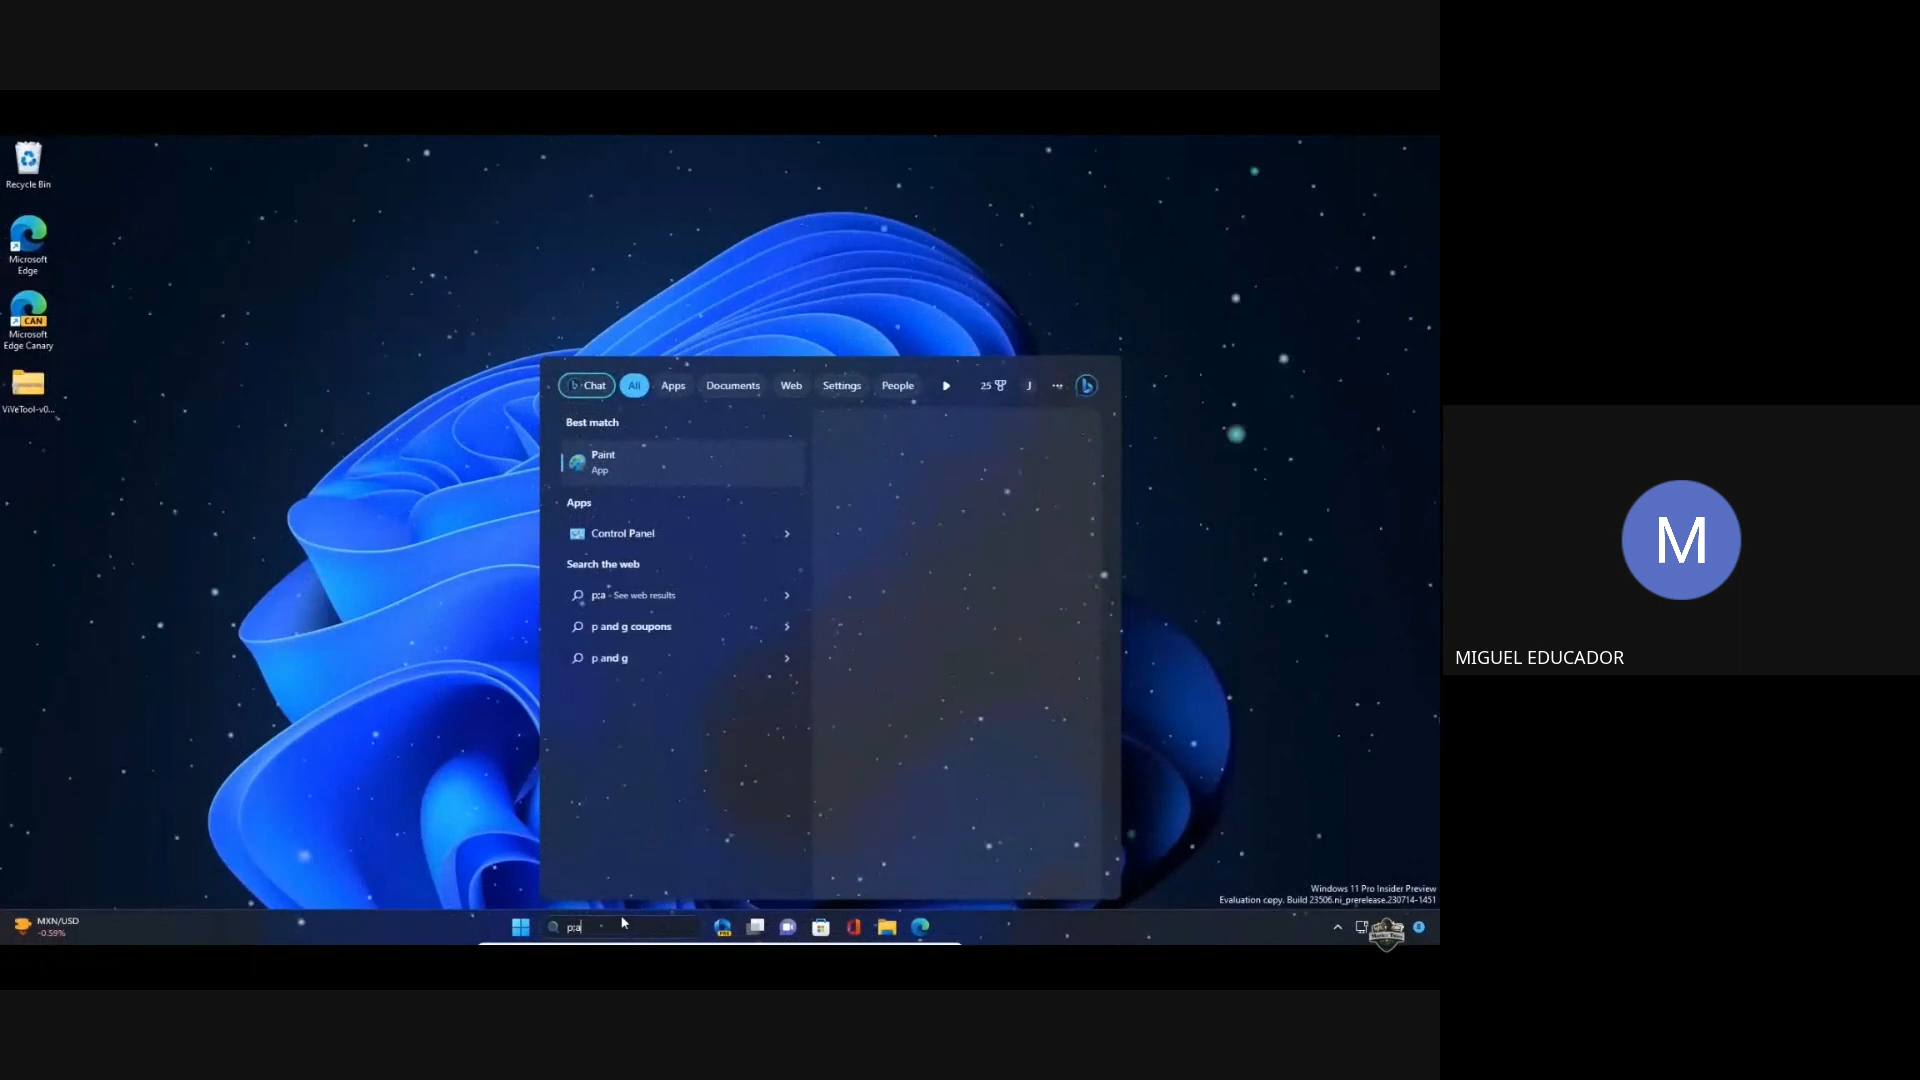 Recycle Bin
Microsoft
Edge
CAN
Microsoft
Edge Canary
ViVeTool-v0...
Chat
All
Apps
Documents
Web
Settings
People
25
J
Best match
Paint
App
Apps
Control Panel
Search the web
p:a - See web results
p and g coupons
p and g
Windows 11 Pro Insider Preview
Evaluation copy. Build 23506.ni_prerelease.230714-1451
MXN/USD
-0.59%
p:a
M
MIGUEL EDUCADOR